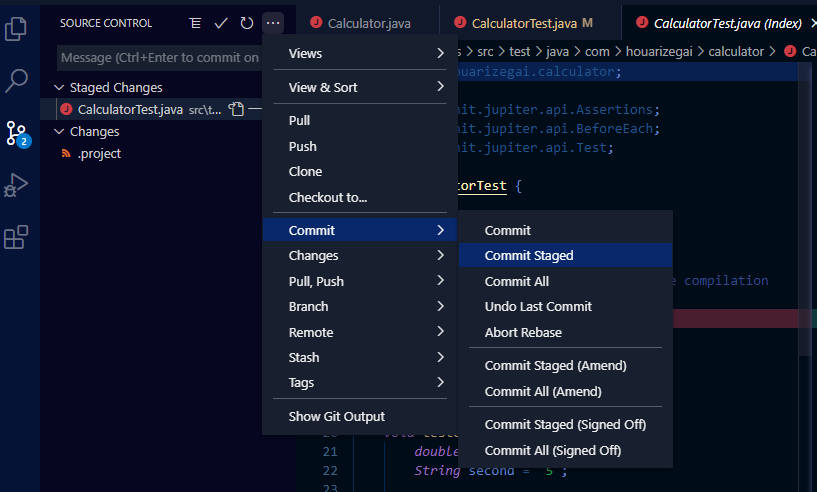 SOURCE CONTROL
Message (Ctrl+Enter to commit on
Staged Changes
CalculatorTest.java src\t...
Changes
.project
2
Calculator.java
CalculatorTest.java M
CalculatorTest.java (Index)
s > src > test > java > com > houarizegai > calculator > Ca
Views
View & Sort
Pull
Push
Clone
Checkout to...
Commit
Changes
Pull, Push
Branch
Remote
Stash
Tags
Show Git Output
Commit
Commit Staged
Commit All
Undo Last Commit
Abort Rebase
Commit Staged (Amend)
Commit All (Amend)
Commit Staged (Signed Off)
Commit All (Signed Off)
ouarizegai.calculator;
nit.jupiter.api.Assertions;
nit.jupiter.api.BeforeEach;
nit.jupiter.api.Test;
torTest {
compilation
21 double
22 String second = "5";
23